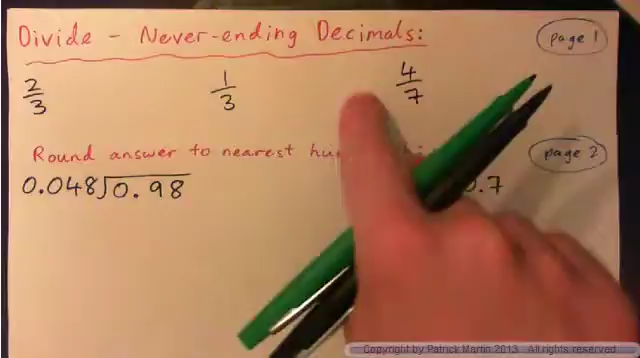 Divide - Never-ending Decimals:
page 1
2/3 1/3 4/7
Round answer to nearest
page 2
0.048⟌0.98 0.7
Copyright by Patrick Martin 2013 All rights reserved